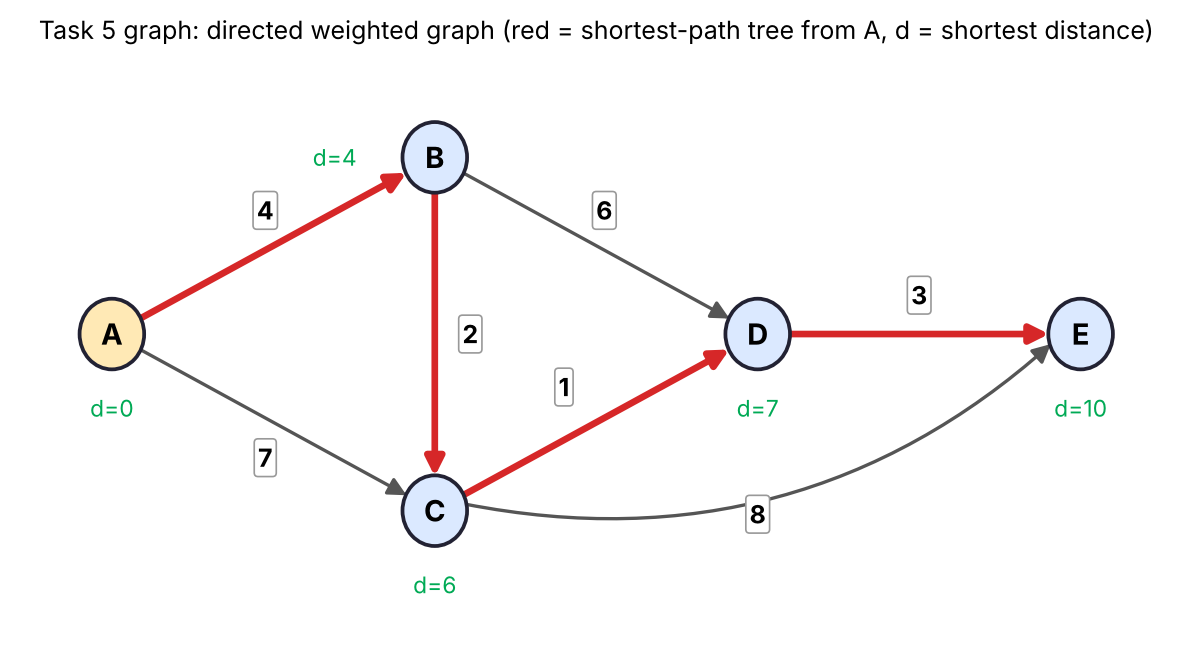 Task 5 graph: directed weighted graph (red = shortest-path tree from A, d = shortest distance)
d=4
B
4
6
A
2
3
D
E
1
d=0
d=7
d=10
7
C
8
d=6